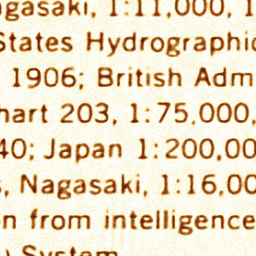 agasaki, 1:11,000, 1
States Hydrographic
1906; British Adm
hart 203, 1:75,000,
40; Japan 1:200,00
, Nagasaki, 1:16,00
n from intelligence
) System